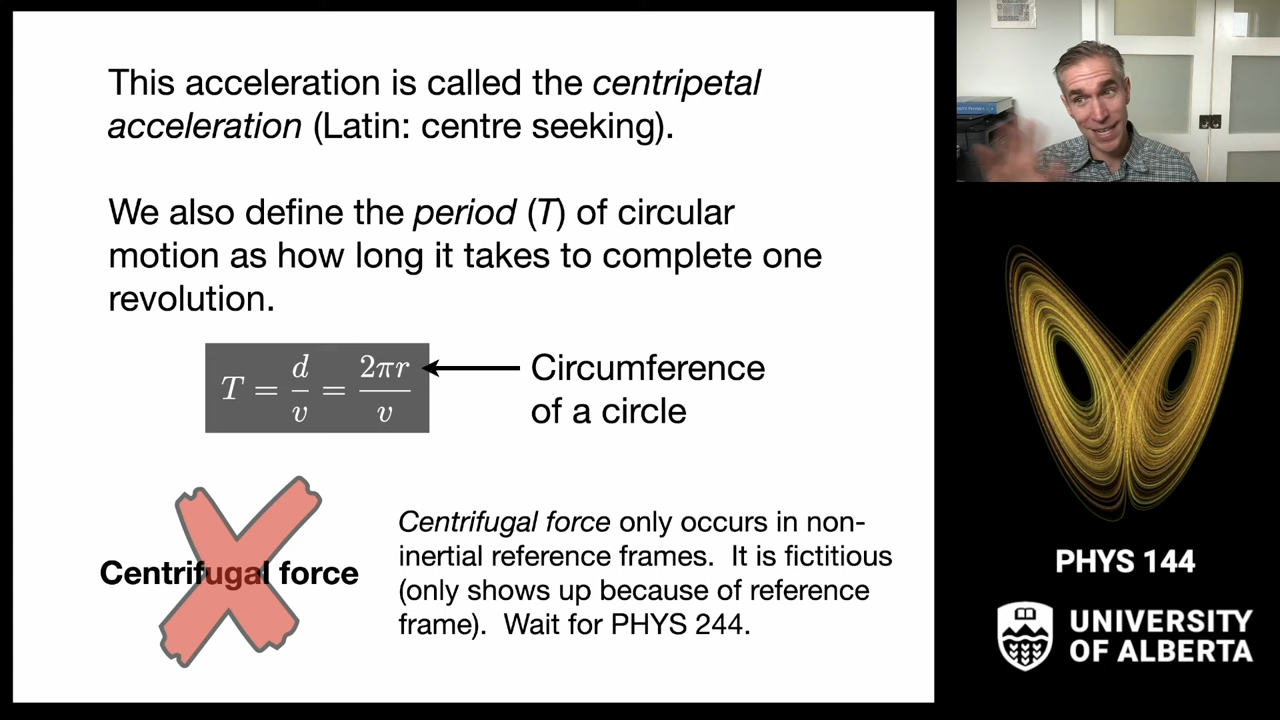 This acceleration is called the centripetal
acceleration (Latin: centre seeking).
We also define the period (T) of circular
motion as how long it takes to complete one
revolution.
T = d/v = 2πr/v
Circumference
of a circle
Centrifugal force
Centrifugal force only occurs in non-
inertial reference frames. It is fictitious
(only shows up because of reference
frame). Wait for PHYS 244.
PHYS 144
UNIVERSITY
OF ALBERTA